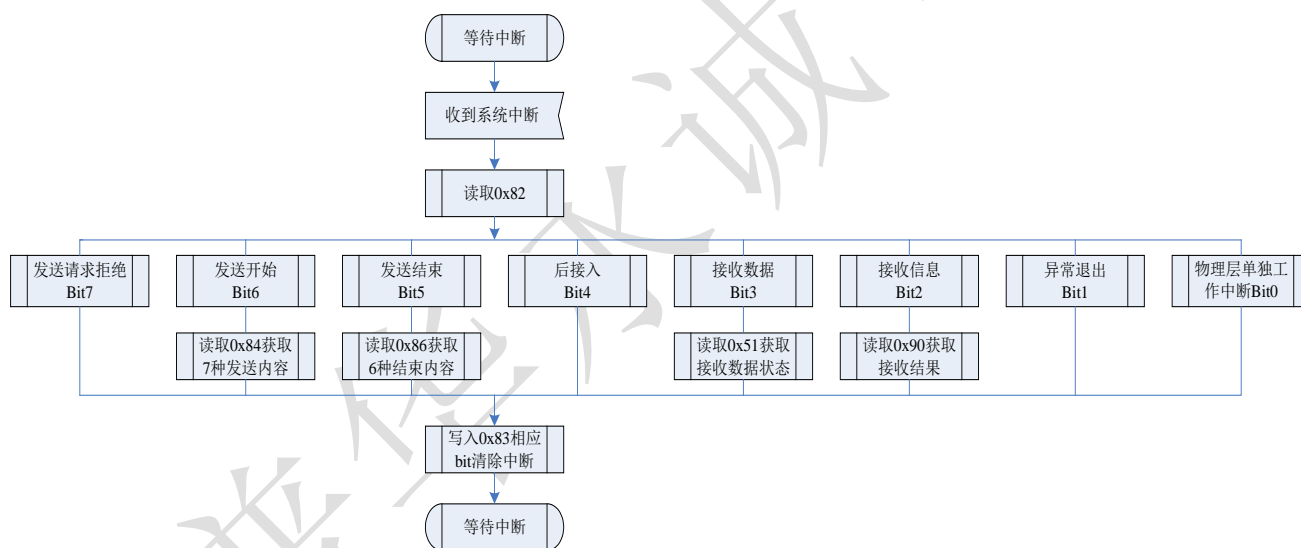 等待中断
收到系统中断
读取0x82
发送请求拒绝
Bit7
发送开始
Bit6
发送结束
Bit5
后接入
Bit4
接收数据
Bit3
接收信息
Bit2
异常退出
Bit1
物理层单独工
作中断Bit0
读取0x84获取
7种发送内容
读取0x86获取
6种结束内容
读取0x51获取
接收数据状态
读取0x90获取
接收结果
写入0x83相应
bit清除中断
等待中断